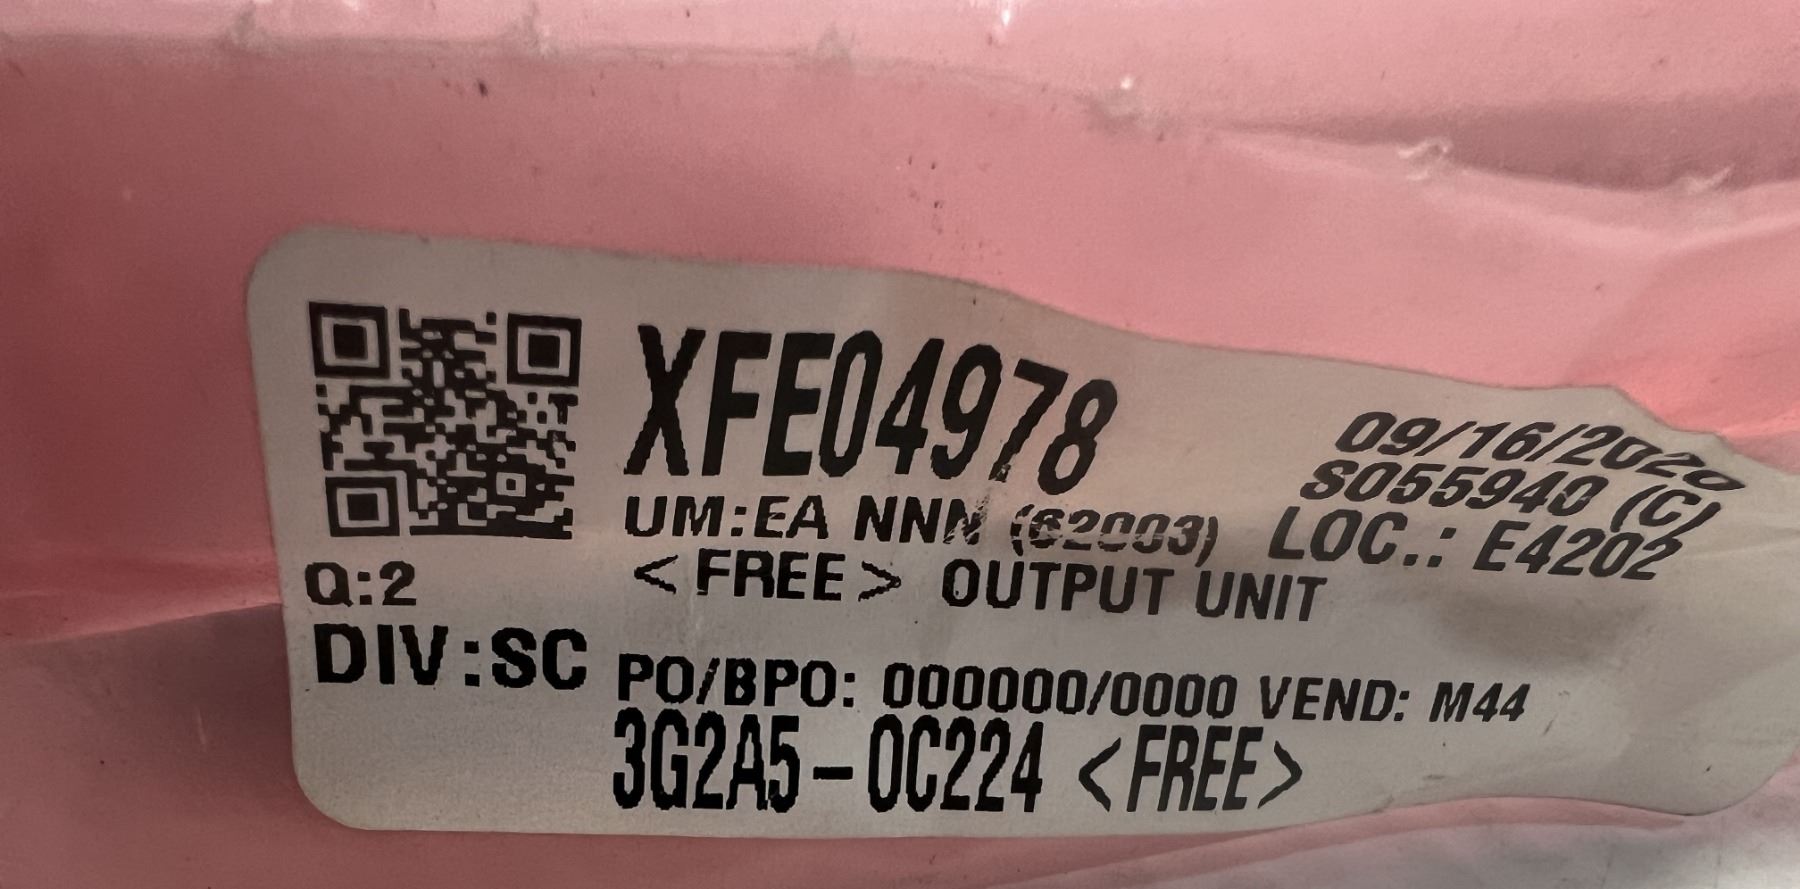 XFE04978
09/16/2020
S055940 (C)
UM:EA NNN (62003) LOC.: E4202
Q:2 <FREE> OUTPUT UNIT
DIV:SC PO/BPO: 000000/0000 VEND: M44
3G2A5-0C224 <FREE>